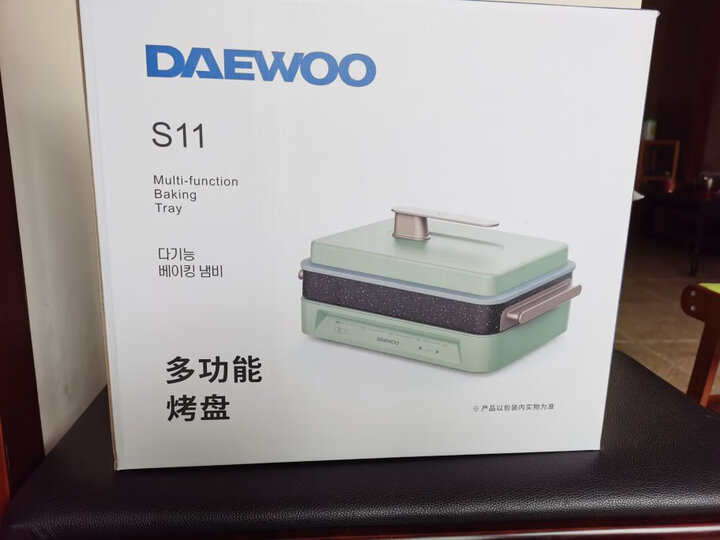 DAEWOO
S11
Multi-function
Baking
Tray
다기능
베이킹 냄비
多功能
烤盘
DAEWOO
※ 产品以包装内实物为准